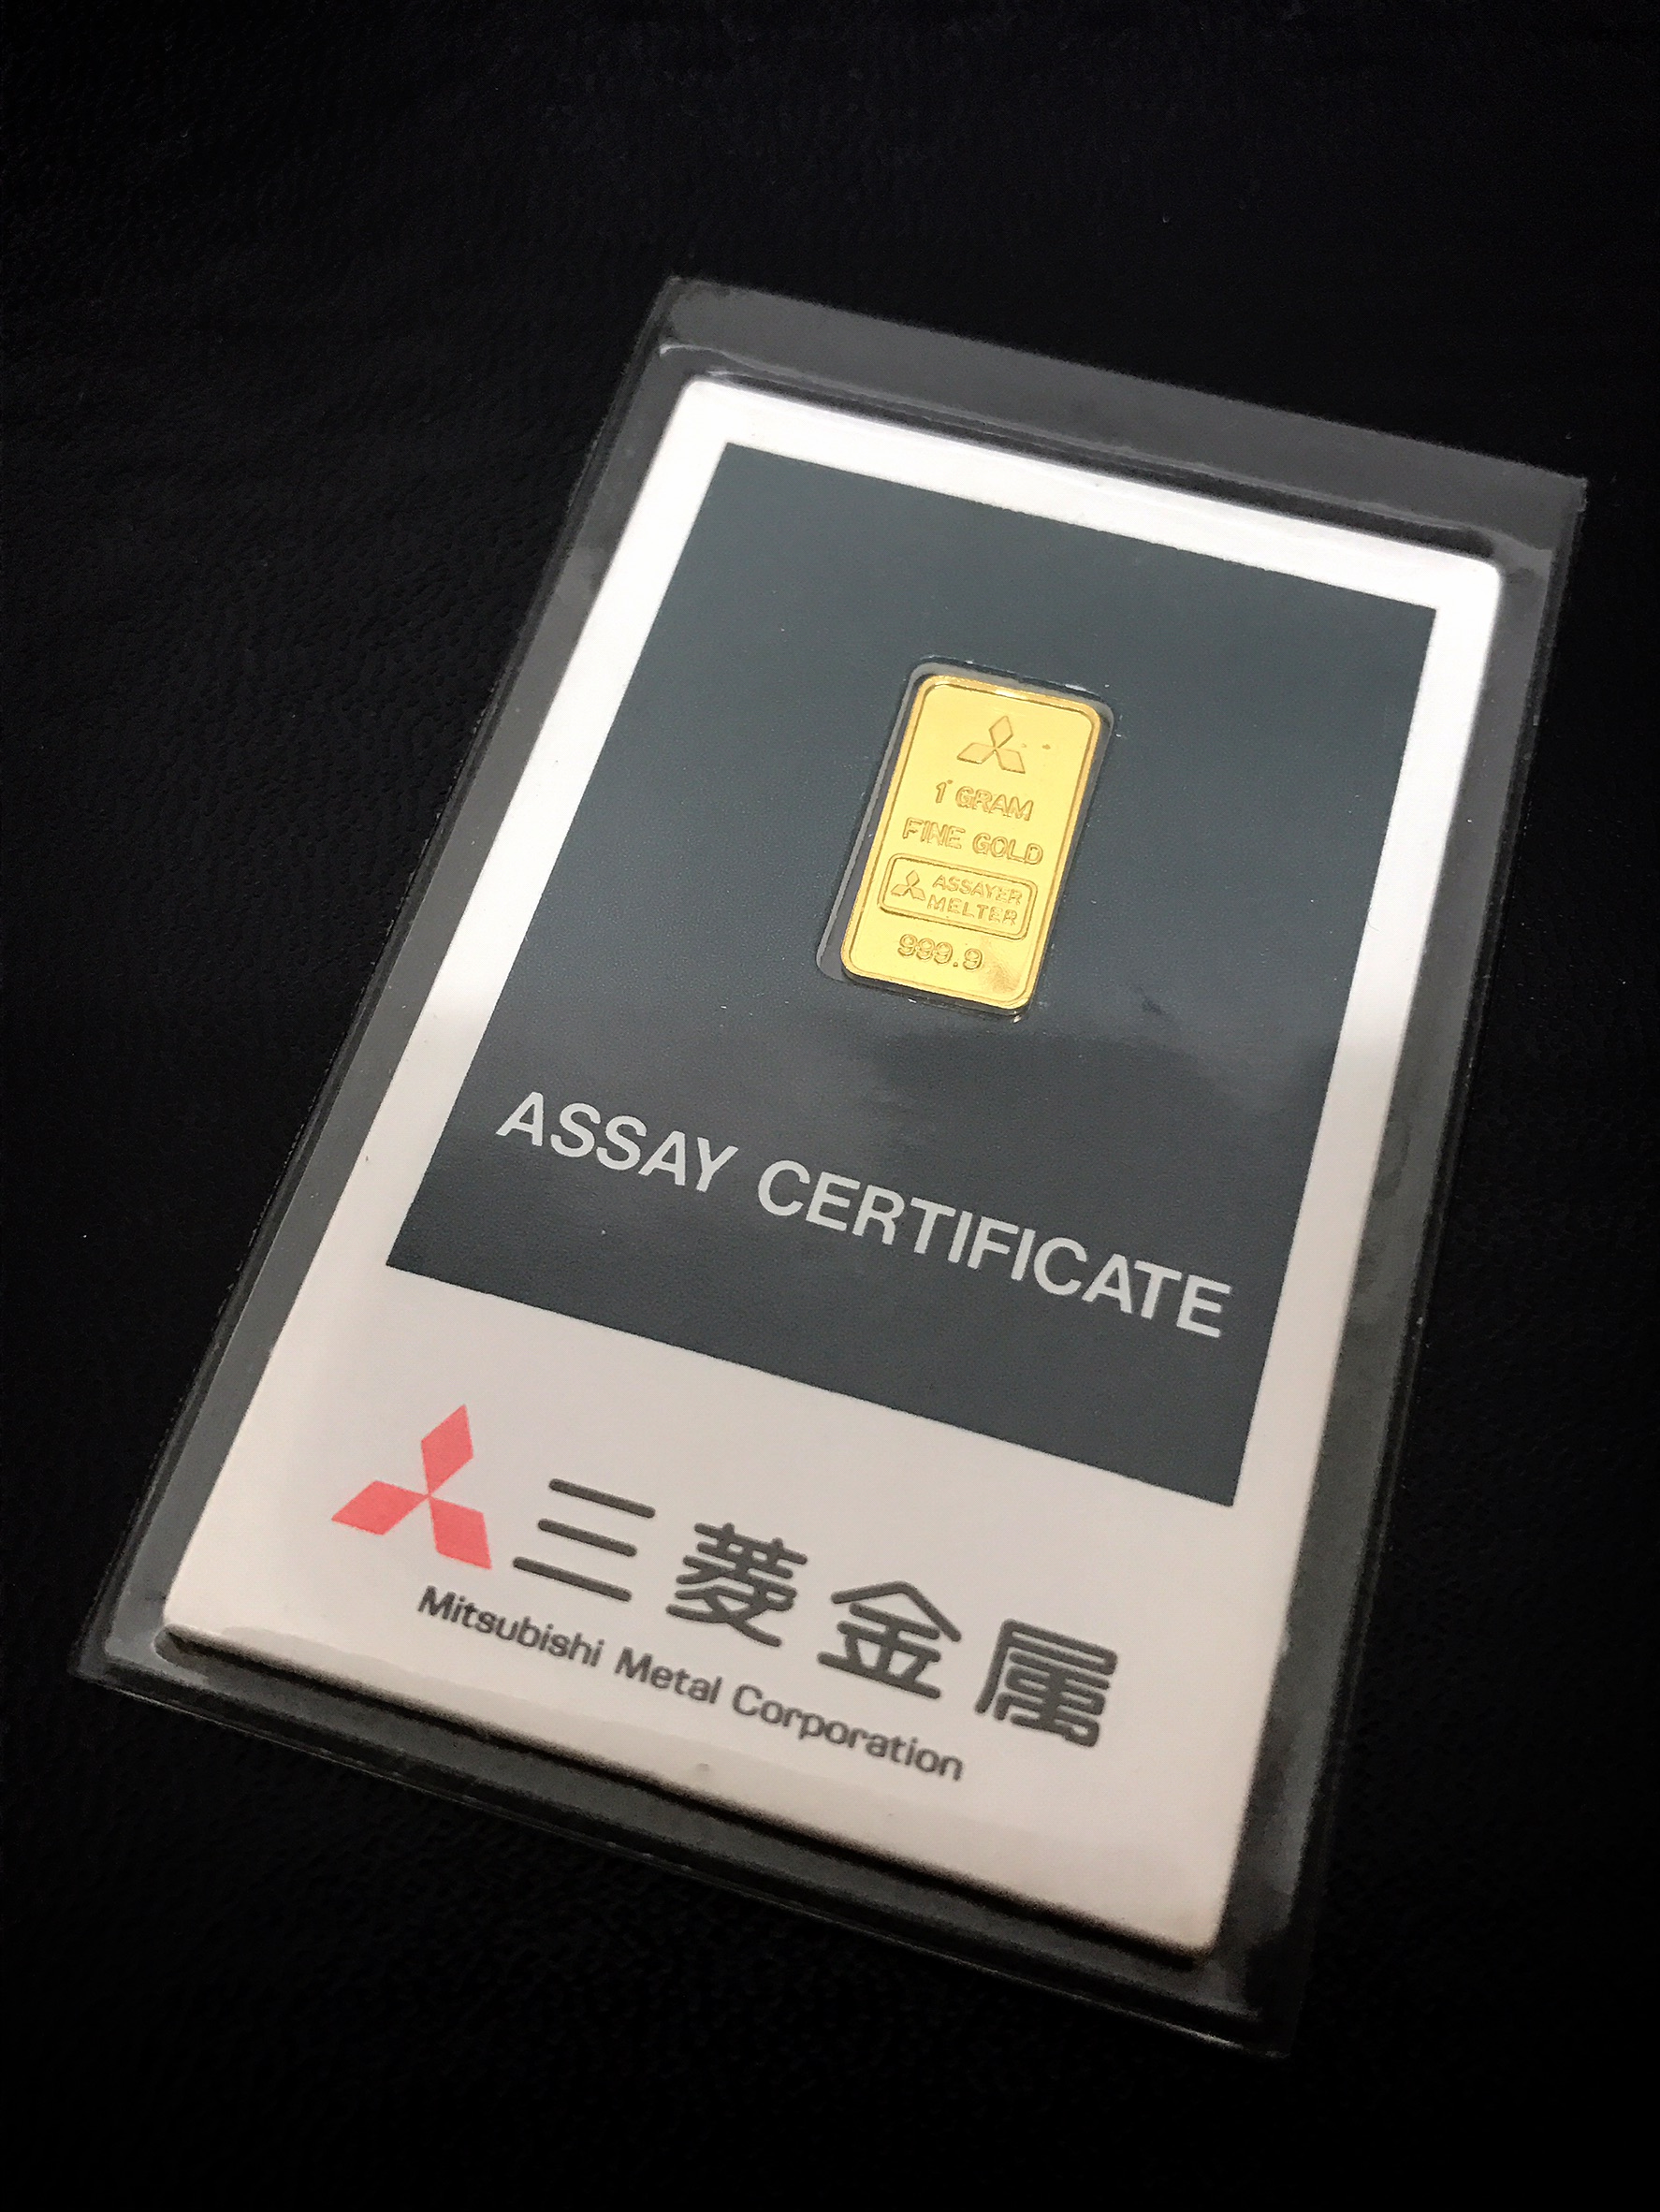 1 GRAM
FINE GOLD
ASSAYER
MELTER
999.9
ASSAY CERTIFICATE
三菱金属
Mitsubishi Metal Corporation